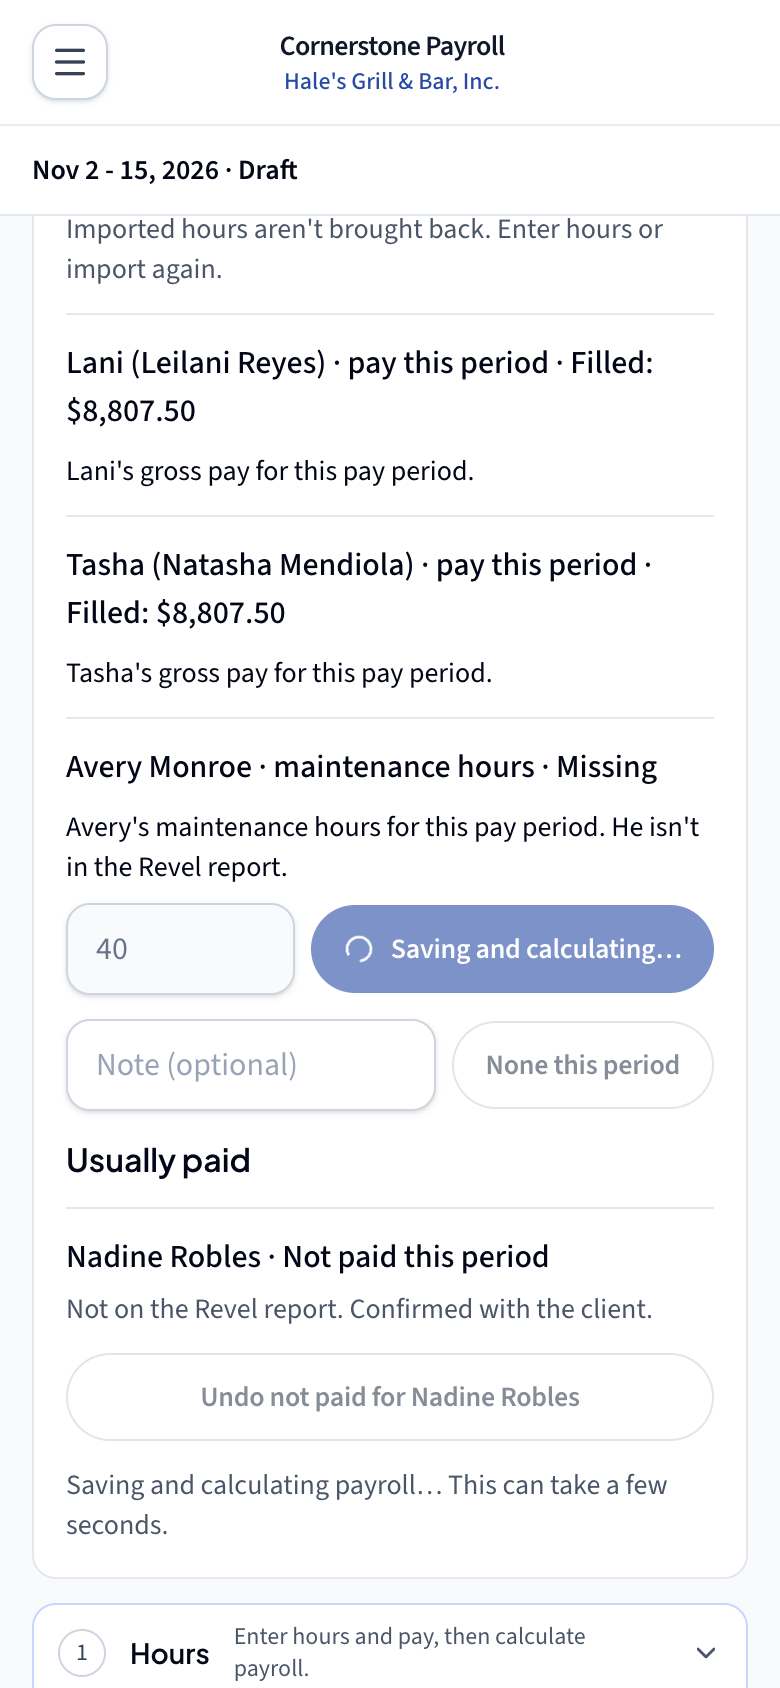 Cornerstone Payroll
Hale's Grill & Bar, Inc.
Nov 2 - 15, 2026 · Draft
Imported hours aren't brought back. Enter hours or
import again.
Lani (Leilani Reyes) · pay this period · Filled:
$8,807.50
Lani's gross pay for this pay period.
Tasha (Natasha Mendiola) · pay this period ·
Filled: $8,807.50
Tasha's gross pay for this pay period.
Avery Monroe · maintenance hours · Missing
Avery's maintenance hours for this pay period. He isn't
in the Revel report.
40
Saving and calculating…
Note (optional)
None this period
Usually paid
Nadine Robles · Not paid this period
Not on the Revel report. Confirmed with the client.
Undo not paid for Nadine Robles
Saving and calculating payroll… This can take a few
seconds.
1
Hours
Enter hours and pay, then calculate
payroll.